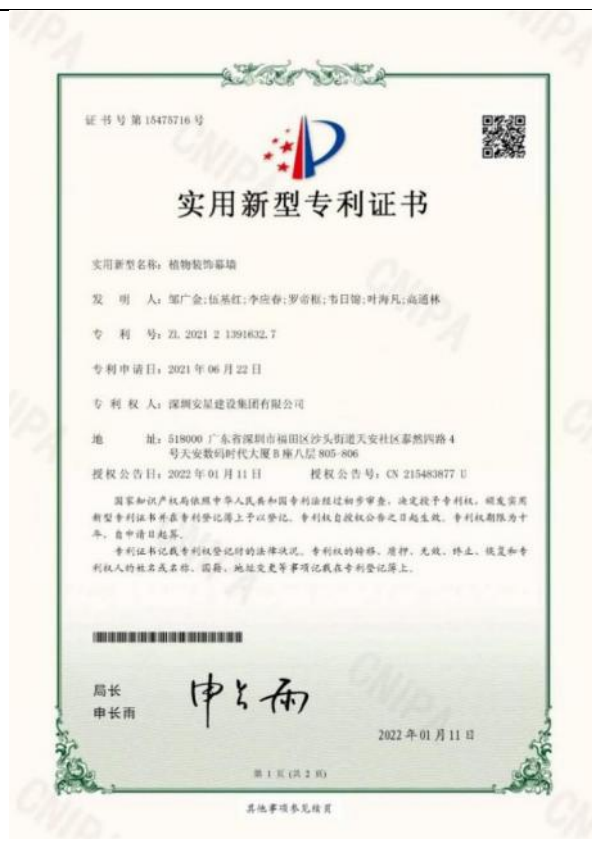 证书号第15475716号
实用新型专利证书
实用新型名称：植物装饰幕墙
发 明 人：邹广金;伍基红;李应春;罗帝枢;韦日锦;叶海凡;高通林
专 利 号：ZL 2021 2 1391632.7
专利申请日：2021年06月22日
专 利 权 人：深圳安星建设集团有限公司
地 址：518000 广东省深圳市福田区沙头街道天安社区泰然四路4
号天安数码时代大厦B座八层805-806
授权公告日：2022年01月11日 授权公告号：CN 215483877 U
国家知识产权局依照中华人民共和国专利法经过初步审查，决定授予专利权，颁发实用
新型专利证书并在专利登记簿上予以登记。专利权自授权公告之日起生效。专利权期限为十
年，自申请日起算。
专利证书记载专利权登记时的法律状况。专利权的转移、质押、无效、终止、恢复和专
利权人的姓名或名称、国籍、地址变更等事项记载在专利登记簿上。
局长
申长雨
申长雨
2022年01月11日
第 1 页 (共 2 页)
其他事项参见续页
CNIPA